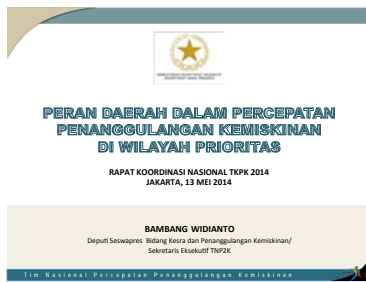 PERAN DAERAH DALAM PERCEPATAN
PENANGGULANGAN KEMISKINAN
DI WILAYAH PRIORITAS
RAPAT KOORDINASI NASIONAL TKPK 2014
JAKARTA, 13 MEI 2014
BAMBANG WIDIANTO
Deputi Seswapres Bidang Kesra dan Penanggulangan Kemiskinan/
Sekretaris Eksekutif TNP2K
Tim Nasional Percepatan Penanggulangan Kemiskinan